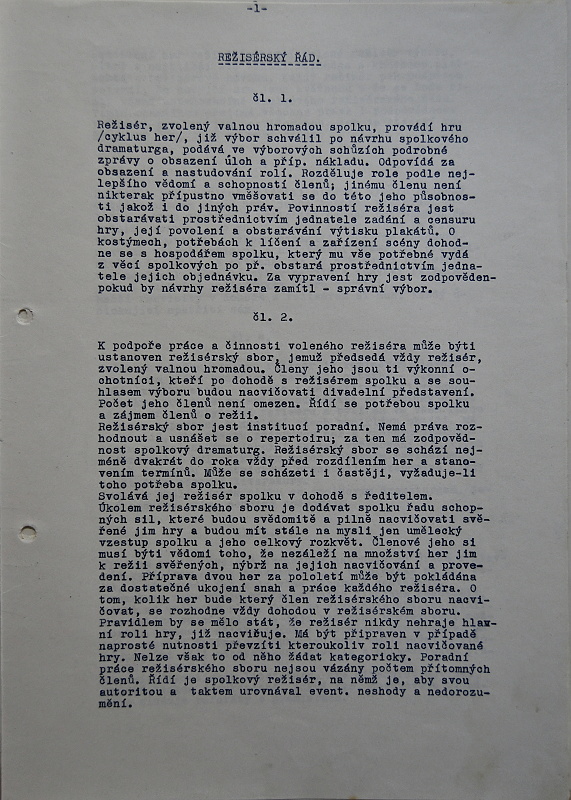 -1-
REŽISÉRSKÝ ŘÁD.
čl. 1.
Režisér, zvolený valnou hromadou spolku, provádí hru
/cyklus her/, již výbor schválil po návrhu spolkového
dramaturga, podává ve výborových schůzích podrobné
zprávy o obsazení úloh a příp. nákladu. Odpovídá za
obsazení a nastudování rolí. Rozděluje role podle nej-
lepšího vědomí a schopností členů; jinému členu není
nikterak přípustno vměšovati se do této jeho působnos-
ti jakož i do jiných práv. Povinností režiséra jest
obstarávati prostřednictvím jednatele zadání a censuru
hry, její povolení a obstarávání výtisku plakátů. O
kostýmech, potřebách k líčení a zařízení scény dohod-
ne se s hospodářem spolku, který mu vše potřebné vydá
z věcí spolkových po př. obstará prostřednictvím jedna-
tele jejich objednávku. Za vypravení hry jest zodpověden-
pokud by návrhy režiséra zamítl - správní výbor.
čl. 2.
K podpoře práce a činnosti voleného režiséra může býti
ustanoven režisérský sbor, jemuž předsedá vždy režisér,
zvolený valnou hromadou. Členy jeho jsou ti výkonní o-
chotníci, kteří po dohodě s režisérem spolku a se sou-
hlasem výboru budou nacvičovati divadelní představení.
Počet jeho členů není omezen. Řídí se potřebou spolku
a zájmem členů o režii.
Režisérský sbor jest institucí poradní. Nemá práva roz-
hodnout a usnášet se o repertoiru; za ten má zodpověd-
nost spolkový dramaturg. Režisérský sbor se schází nej-
méně dvakrát do roka vždy před rozdílením her a stano-
vením termínů. Může se scházeti i častěji, vyžaduje-li
toho potřeba spolku.
Svolává jej režisér spolku v dohodě s ředitelem.
Úkolem režisérského sboru je dodávat spolku řadu schop-
ných sil, které budou svědomitě a pilně nacvičovati svě-
řené jim hry a budou mít stále na mysli jen umělecký
vzestup spolku a jeho celkový rozkvět. Členové jeho si
musí býti vědomi toho, že nezáleží na množství her jim
k režii svěřených, nýbrž na jejich nacvičování a prove-
dení. Příprava dvou her za pololetí může být pokládána
za dostatečné ukojení snah a práce každého režiséra. O
tom, kolik her bude který člen režisérského sboru nacvi-
čovat, se rozhodne vždy dohodou v režisérském sboru.
Pravidlem by se mělo stát, že režisér nikdy nehraje hlav-
ní roli hry, již nacvičuje. Má být připraven v případě
naprosté nutnosti převzíti kteroukoliv roli nacvičované
hry. Nelze však to od něho žádat kategoricky. Poradní
práce režisérského sboru nejsou vázány počtem přítomných
členů. Řídí je spolkový režisér, na němž je, aby svou
autoritou a taktem urovnával event. neshody a nedorozu-
mění.